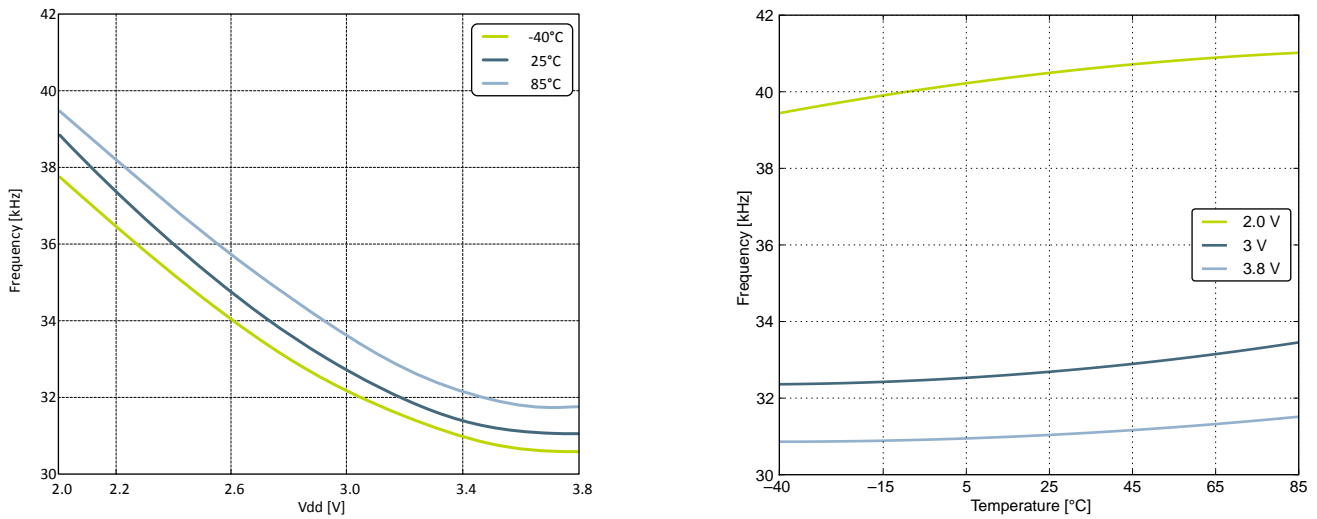 42
40
38
36
34
32
30
Frequency [kHz]
-40°C
25°C
85°C
2.0 2.2 2.6 3.0 3.4 3.8
Vdd [V]
42
40
38
36
34
32
30
Frequency [kHz]
2.0 V
3 V
3.8 V
–40 –15 5 25 45 65 85
Temperature [°C]